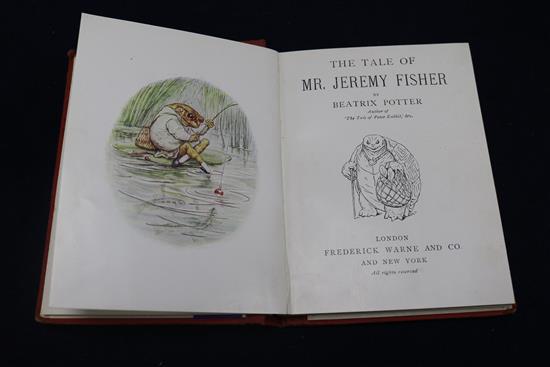 THE TALE OF
MR. JEREMY FISHER
BY
BEATRIX POTTER
Author of
'The Tale of Peter Rabbit,' &c.
LONDON
FREDERICK WARNE AND CO.
AND NEW YORK
All rights reserved